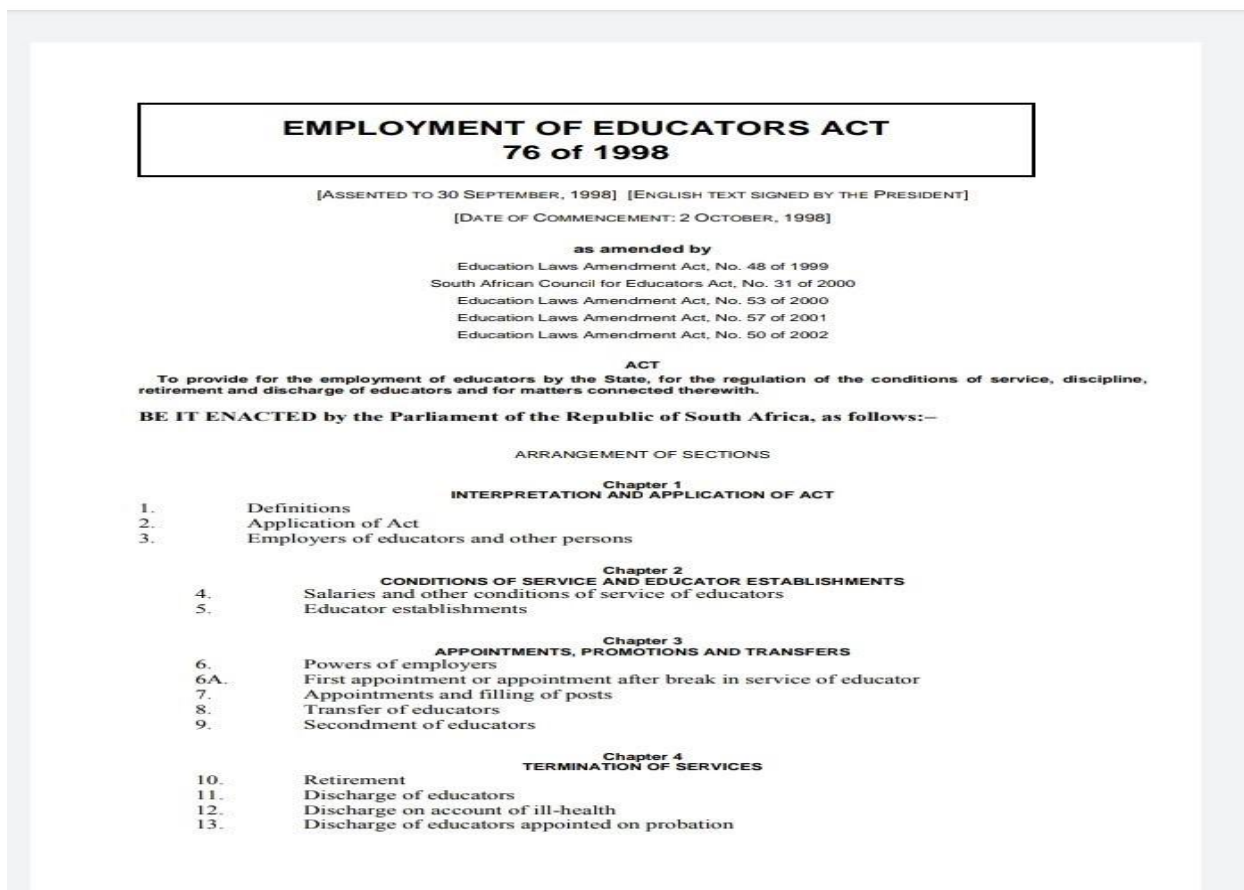 EMPLOYMENT OF EDUCATORS ACT
76 of 1998
[ASSENTED TO 30 SEPTEMBER, 1998] [ENGLISH TEXT SIGNED BY THE PRESIDENT]
[DATE OF COMMENCEMENT: 2 OCTOBER, 1998]
as amended by
Education Laws Amendment Act, No. 48 of 1999
South African Council for Educators Act, No. 31 of 2000
Education Laws Amendment Act, No. 53 of 2000
Education Laws Amendment Act, No. 57 of 2001
Education Laws Amendment Act, No. 50 of 2002
ACT
To provide for the employment of educators by the State, for the regulation of the conditions of service, discipline,
retirement and discharge of educators and for matters connected therewith.
BE IT ENACTED by the Parliament of the Republic of South Africa, as follows:–
ARRANGEMENT OF SECTIONS
Chapter 1
INTERPRETATION AND APPLICATION OF ACT
1. Definitions
2. Application of Act
3. Employers of educators and other persons
Chapter 2
CONDITIONS OF SERVICE AND EDUCATOR ESTABLISHMENTS
4. Salaries and other conditions of service of educators
5. Educator establishments
Chapter 3
APPOINTMENTS, PROMOTIONS AND TRANSFERS
6. Powers of employers
6A. First appointment or appointment after break in service of educator
7. Appointments and filling of posts
8. Transfer of educators
9. Secondment of educators
Chapter 4
TERMINATION OF SERVICES
10. Retirement
11. Discharge of educators
12. Discharge on account of ill-health
13. Discharge of educators appointed on probation